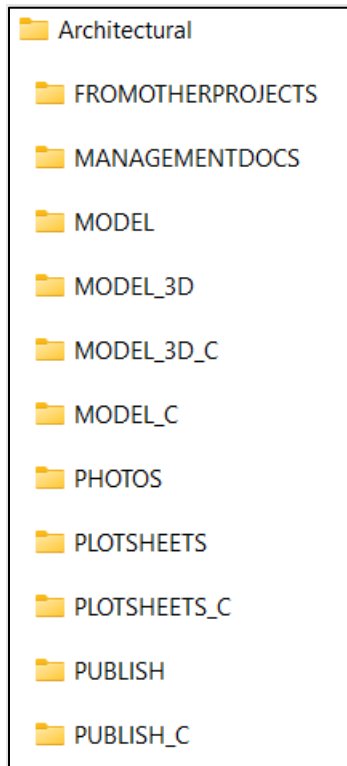 Architectural
FROMOTHERPROJECTS
MANAGEMENTDOCS
MODEL
MODEL_3D
MODEL_3D_C
MODEL_C
PHOTOS
PLOTSHEETS
PLOTSHEETS_C
PUBLISH
PUBLISH_C